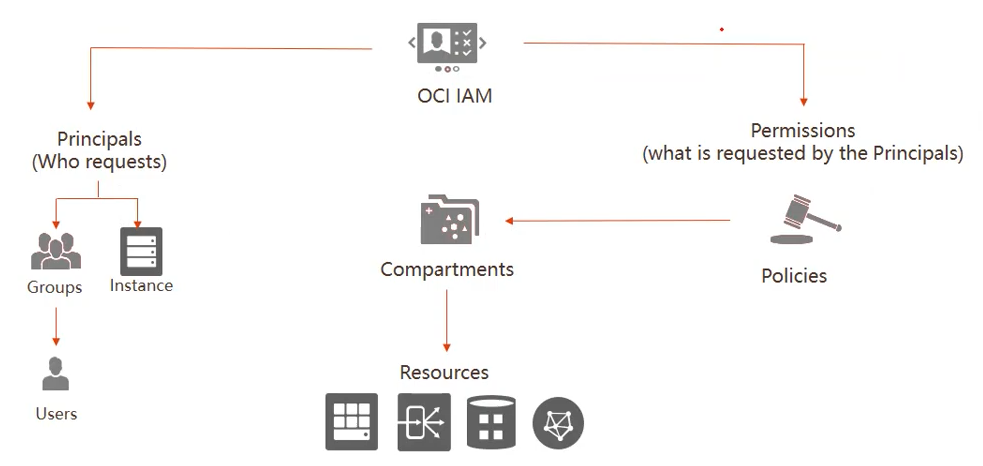 OCI IAM
Principals
(Who requests)
Permissions
(what is requested by the Principals)
Groups
Instance
Compartments
Policies
Users
Resources